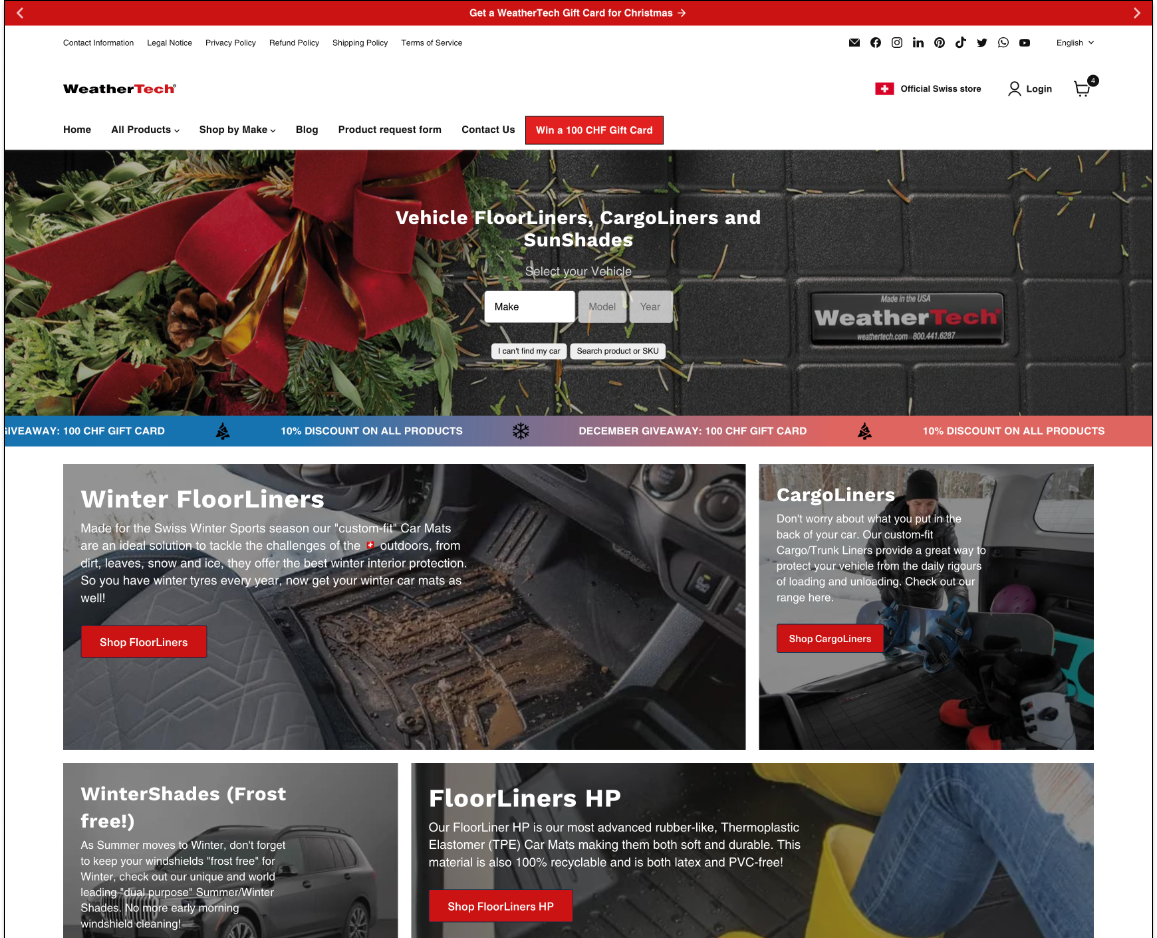 Get a WeatherTech Gift Card for Christmas →
Contact Information Legal Notice Privacy Policy Refund Policy Shipping Policy Terms of Service
English
WeatherTech®
Official Swiss store
Login
4
Home All Products Shop by Make Blog Product request form Contact Us Win a 100 CHF Gift Card
Vehicle FloorLiners, CargoLiners and
SunShades
Select your Vehicle
Make Model Year
I can't find my car Search product or SKU
Made in the USA
WeatherTech®
weathertech.com 800.441.6287
GIVEAWAY: 100 CHF GIFT CARD 10% DISCOUNT ON ALL PRODUCTS DECEMBER GIVEAWAY: 100 CHF GIFT CARD 10% DISCOUNT ON ALL PRODUCTS
Winter FloorLiners
Made for the Swiss Winter Sports season our "custom-fit" Car Mats
are an ideal solution to tackle the challenges of the 🇨🇭 outdoors, from
dirt, leaves, snow and ice, they offer the best winter interior protection.
So you have winter tyres every year, now get your winter car mats as
well!
Shop FloorLiners
CargoLiners
Don't worry about what you put in the
back of your car. Our custom-fit
Cargo/Trunk Liners provide a great way to
protect your vehicle from the daily rigours
of loading and unloading. Check out our
range here.
Shop CargoLiners
WinterShades (Frost
free!)
As Summer moves to Winter, don't forget
to keep your windshields "frost free" for
Winter, check out our unique and world
leading "dual purpose" Summer/Winter
Shades. No more early morning
windshield cleaning!
FloorLiners HP
Our FloorLiner HP is our most advanced rubber-like, Thermoplastic
Elastomer (TPE) Car Mats making them both soft and durable. This
material is also 100% recyclable and is both latex and PVC-free!
Shop FloorLiners HP